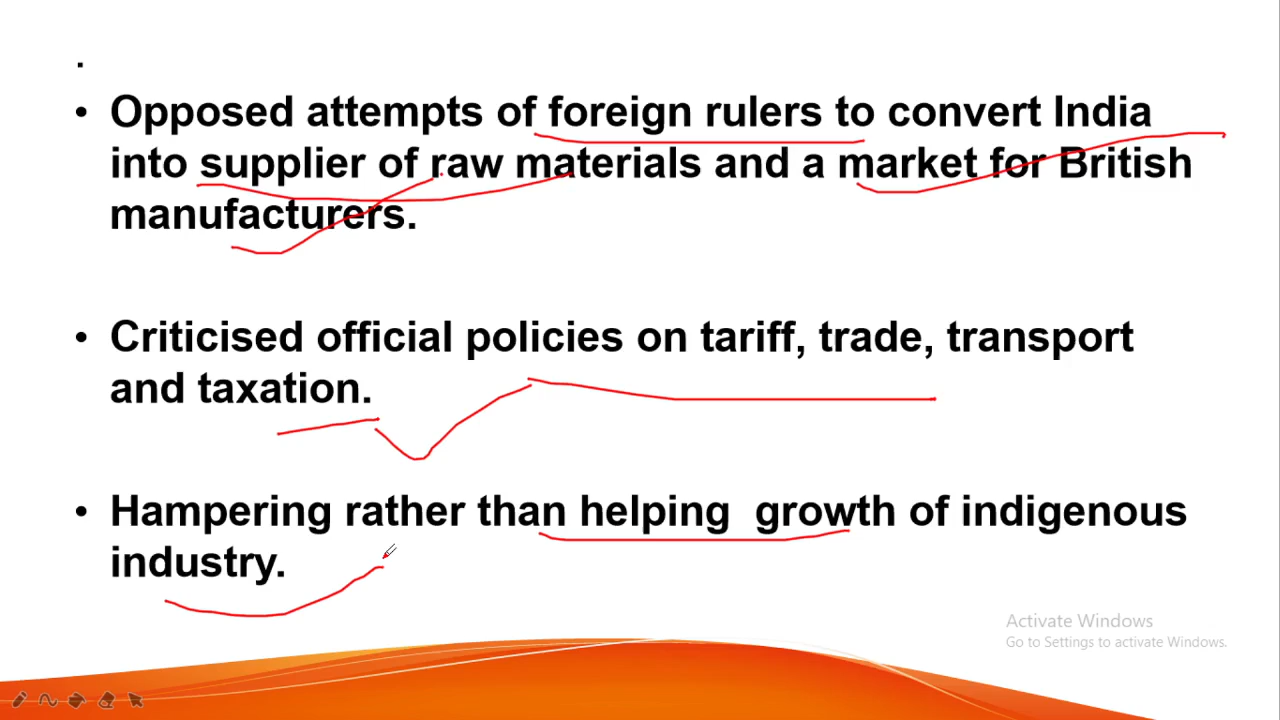 .
• Opposed attempts of foreign rulers to convert India
into supplier of raw materials and a market for British
manufacturers.
• Criticised official policies on tariff, trade, transport
and taxation.
• Hampering rather than helping  growth of indigenous
industry.
Activate Windows
Go to Settings to activate Windows.